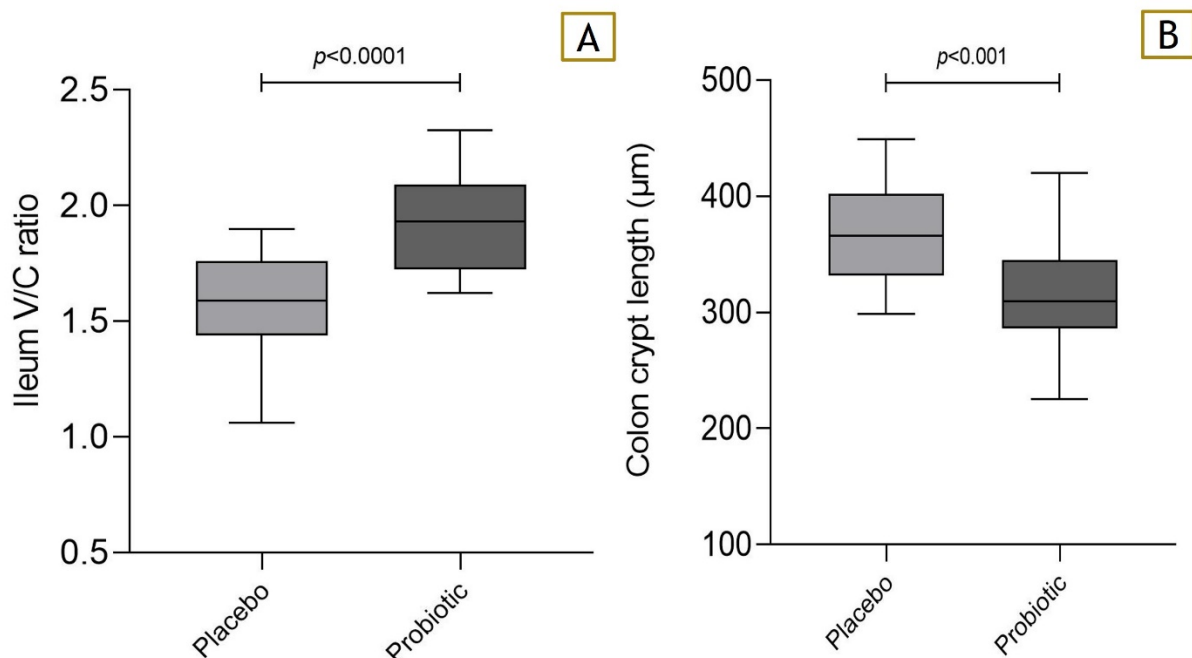 A
p<0.0001
Ileum V/C ratio
2.5
2.0
1.5
1.0
0.5
Placebo
Probiotic
B
p<0.001
Colon crypt length (µm)
500
400
300
200
100
Placebo
Probiotic